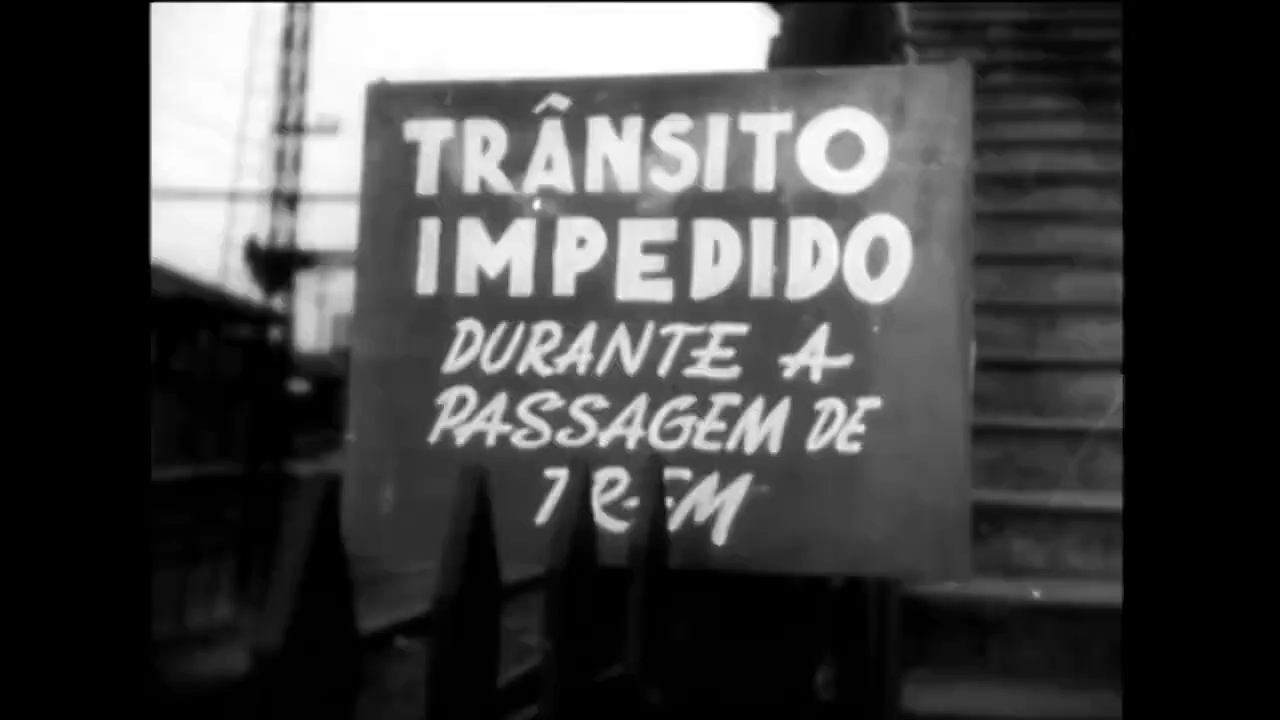 TRÂNSITO
IMPEDIDO
DURANTE A
PASSAGEM DE
TREM